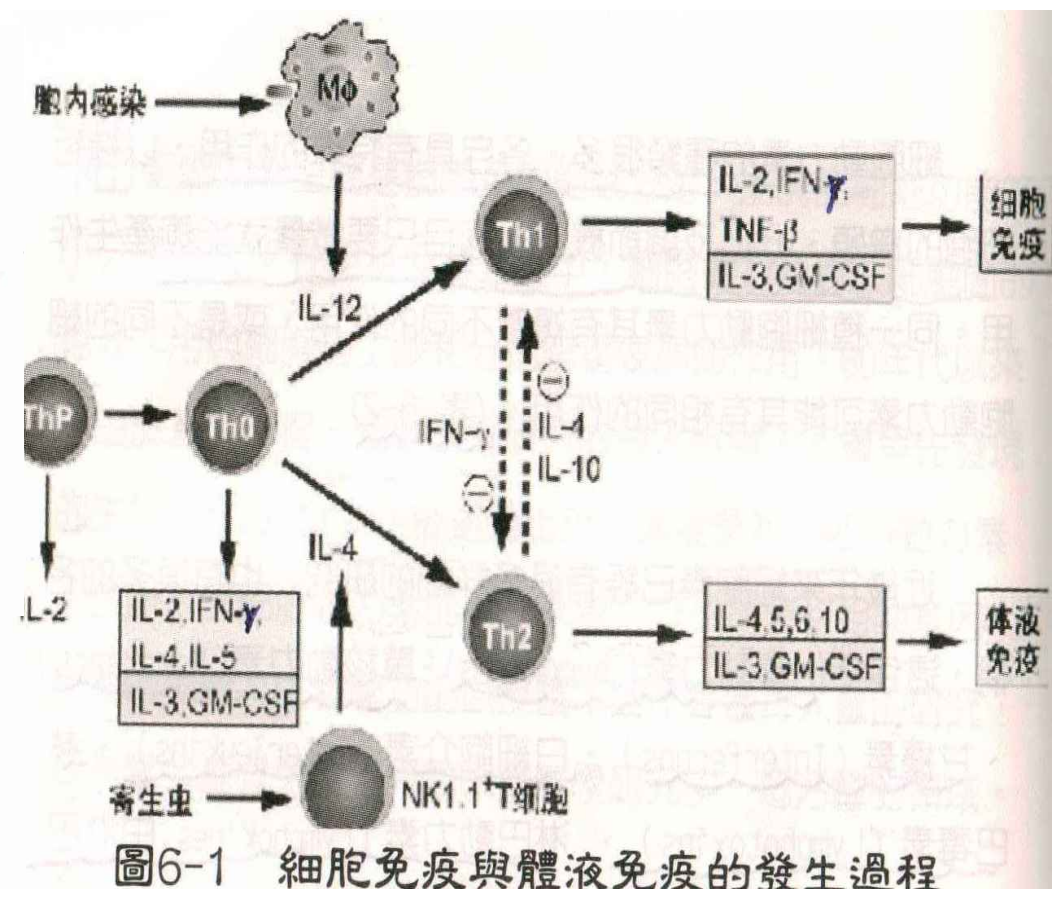 胞内感染
MΦ
IL-12
Th1
IL-2,IFN-γ,
TNF-β
IL-3,GM-CSF
细胞
免疫
ThP
Th0
IFN-γ
IL-4
IL-10
IL-2
IL-2,IFN-γ,
IL-4,IL-5
IL-3,GM-CSF
IL-4
Th2
IL-4,5,6,10
IL-3,GM-CSF
体液
免疫
寄生虫
NK1.1⁺T细胞
圖6-1 細胞免疫與體液免疫的發生過程